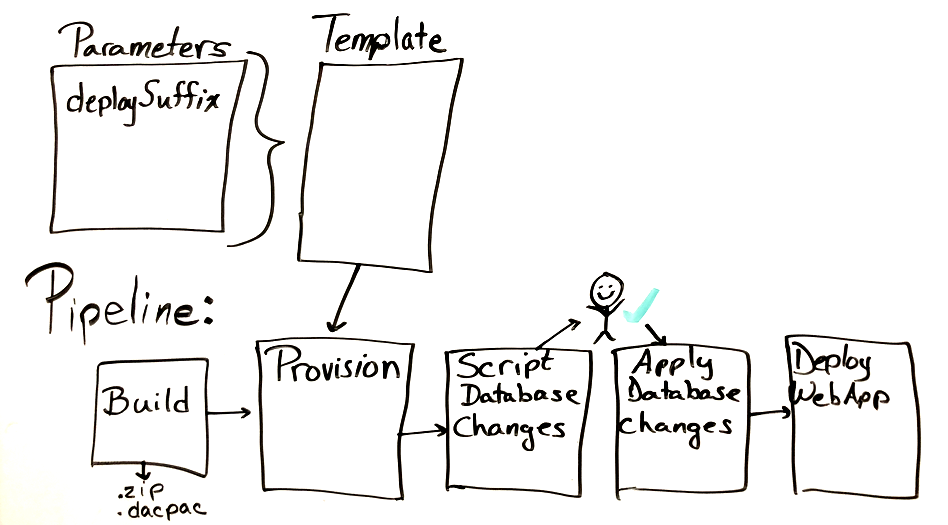 Parameters
deploySuffix
Template
Pipeline:
Build
.zip
.dacpac
Provision
Script
Database
Changes
Apply
Database
changes
Deploy
WebApp